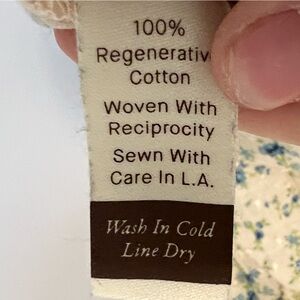 100%
Regenerativ
Cotton
Woven With
Reciprocity
Sewn With
Care In L.A.
Wash In Cold
Line Dry